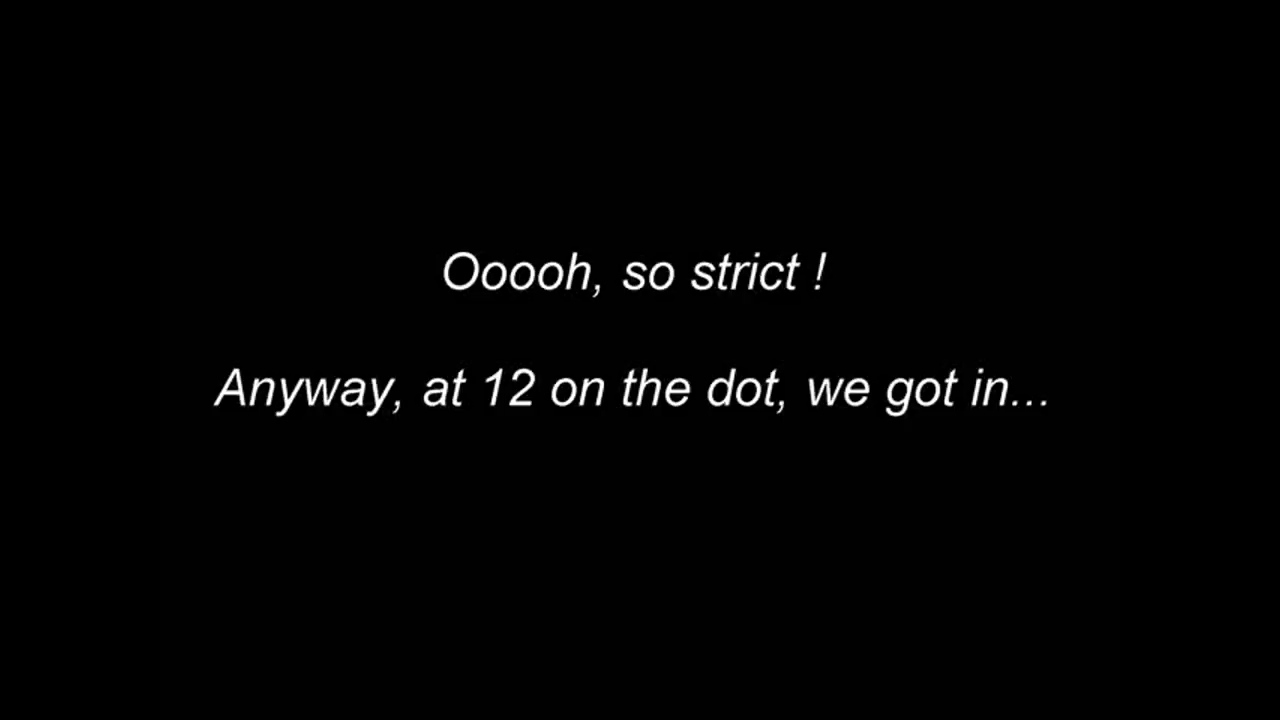 Ooooh, so strict !
Anyway, at 12 on the dot, we got in...